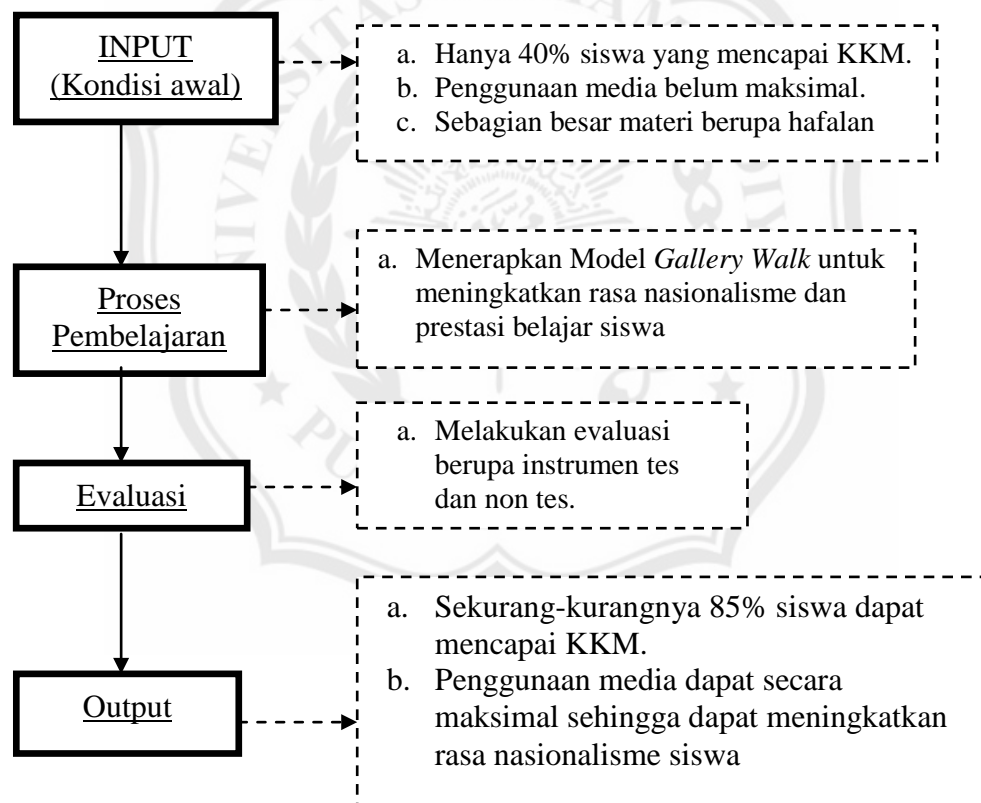 INPUT
(Kondisi awal)
a. Hanya 40% siswa yang mencapai KKM.
b. Penggunaan media belum maksimal.
c. Sebagian besar materi berupa hafalan
Proses
Pembelajaran
a. Menerapkan Model Gallery Walk untuk
meningkatkan rasa nasionalisme dan
prestasi belajar siswa
Evaluasi
a. Melakukan evaluasi
berupa instrumen tes
dan non tes.
Output
a. Sekurang-kurangnya 85% siswa dapat
mencapai KKM.
b. Penggunaan media dapat secara
maksimal sehingga dapat meningkatkan
rasa nasionalisme siswa